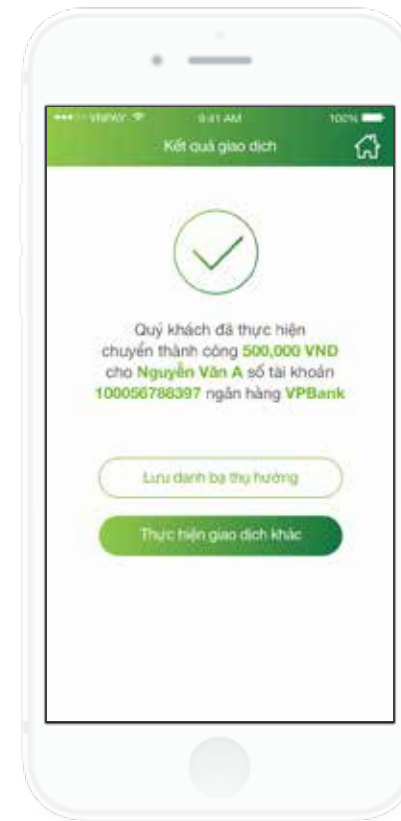 9:41 AM
100%
Kết quả giao dịch
Quý khách đã thực hiện
chuyển thành công 500,000 VND
cho Nguyễn Văn A số tài khoản
100056788397 ngân hàng VPBank
Lưu danh bạ thụ hưởng
Thực hiện giao dịch khác